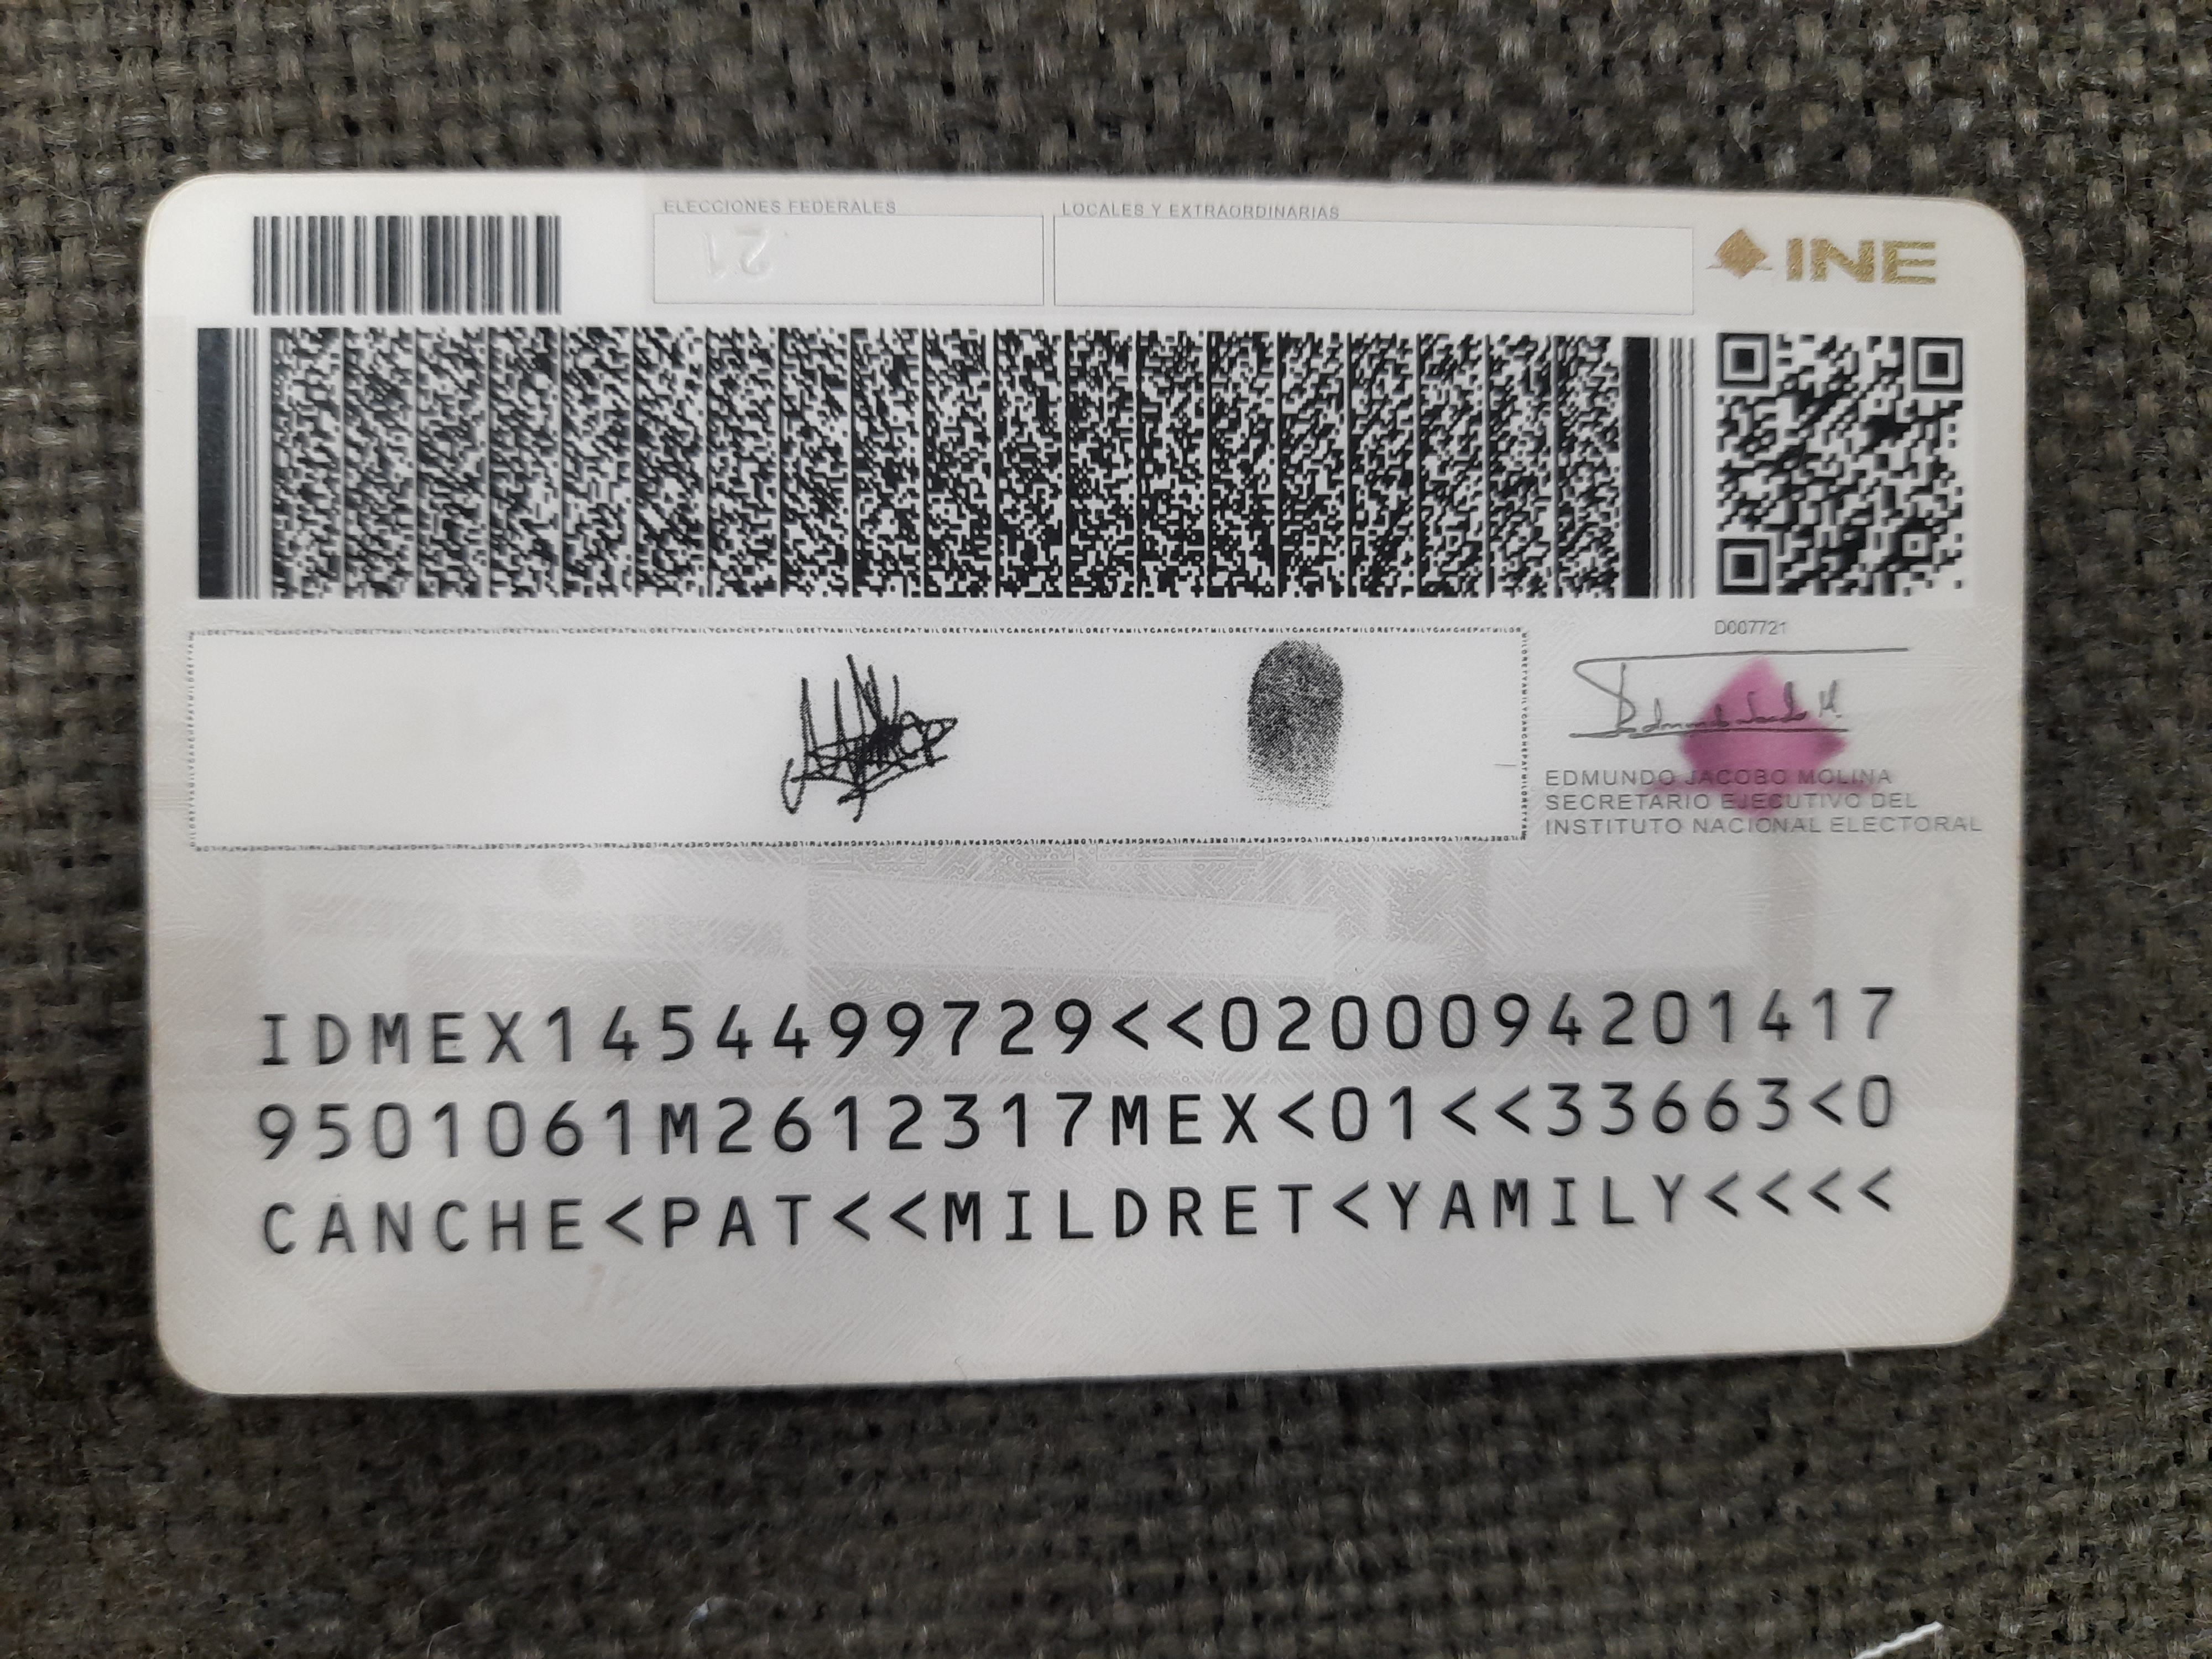 ELECCIONES FEDERALES
LOCALES Y EXTRAORDINARIAS
21
INE
D007721
EDMUNDO JACOBO MOLINA
SECRETARIO EJECUTIVO DEL
INSTITUTO NACIONAL ELECTORAL
IDMEX1454499729<<0200094201417
9501061M2612317MEX<01<<33663<0
CANCHE<PAT<<MILDRET<YAMILY<<<<